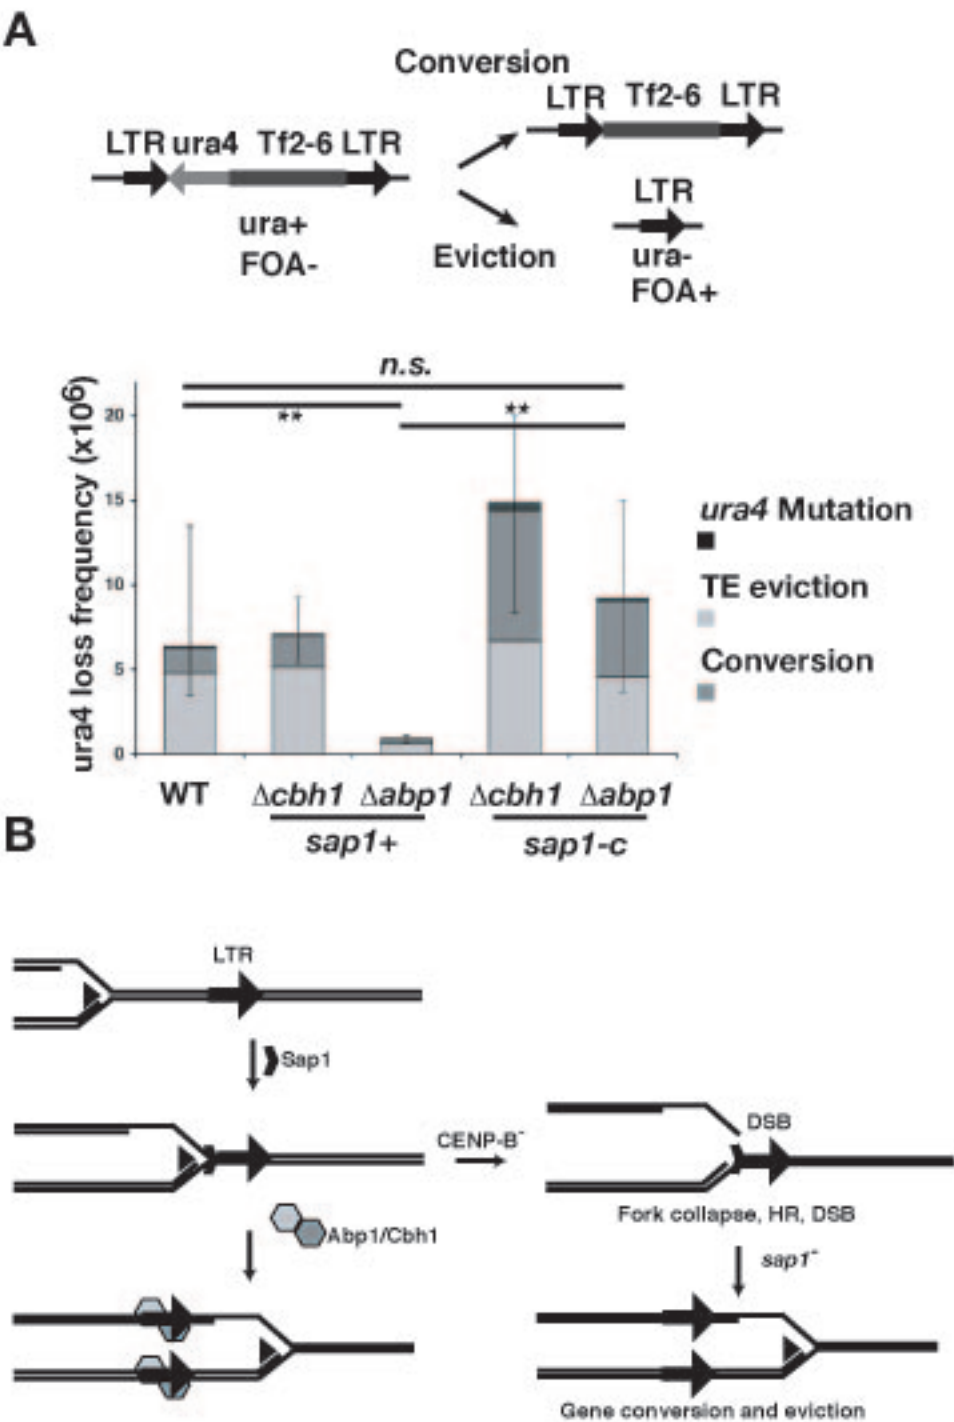 A
Conversion
LTR Tf2-6 LTR
LTR ura4 Tf2-6 LTR
LTR
ura+
FOA-
Eviction
ura-
FOA+
n.s.
**
**
ura4 loss frequency (x10⁶)
20
15
10
5
0
ura4 Mutation
TE eviction
Conversion
WT Δcbh1 Δabp1 Δcbh1 Δabp1
sap1+ sap1-c
B
LTR
Sap1
CENP-B⁻
DSB
Fork collapse, HR, DSB
Abp1/Cbh1
sap1⁻
Gene conversion and eviction